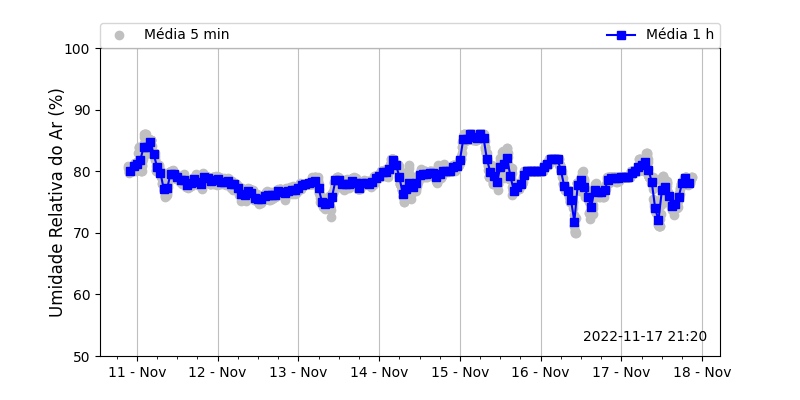 Média 5 min
Média 1 h
Umidade Relativa do Ar (%)
100
90
80
70
60
50
2022-11-17 21:20
11 - Nov
12 - Nov
13 - Nov
14 - Nov
15 - Nov
16 - Nov
17 - Nov
18 - Nov